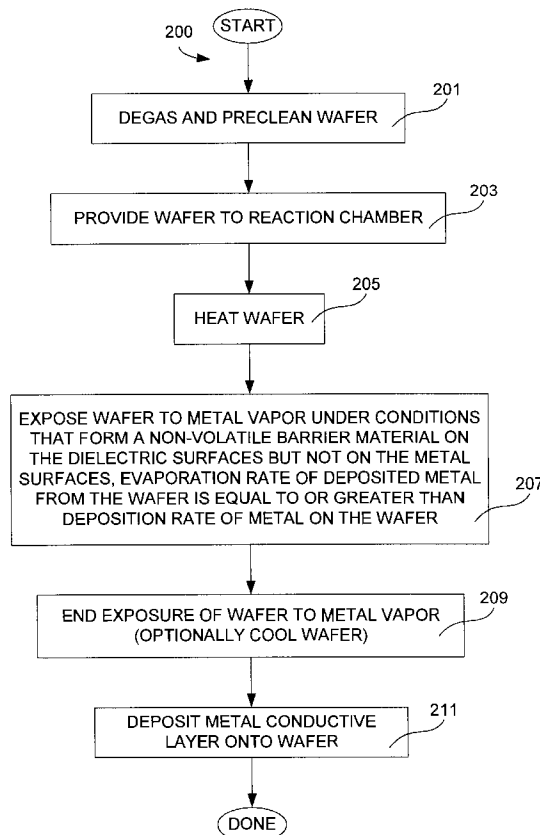 START
200
201
DEGAS AND PRECLEAN WAFER
203
PROVIDE WAFER TO REACTION CHAMBER
205
HEAT WAFER
EXPOSE WAFER TO METAL VAPOR UNDER CONDITIONS
THAT FORM A NON-VOLATILE BARRIER MATERIAL ON
THE DIELECTRIC SURFACES BUT NOT ON THE METAL
SURFACES, EVAPORATION RATE OF DEPOSITED METAL
FROM THE WAFER IS EQUAL TO OR GREATER THAN
DEPOSITION RATE OF METAL ON THE WAFER
207
209
END EXPOSURE OF WAFER TO METAL VAPOR
(OPTIONALLY COOL WAFER)
211
DEPOSIT METAL CONDUCTIVE
LAYER ONTO WAFER
DONE